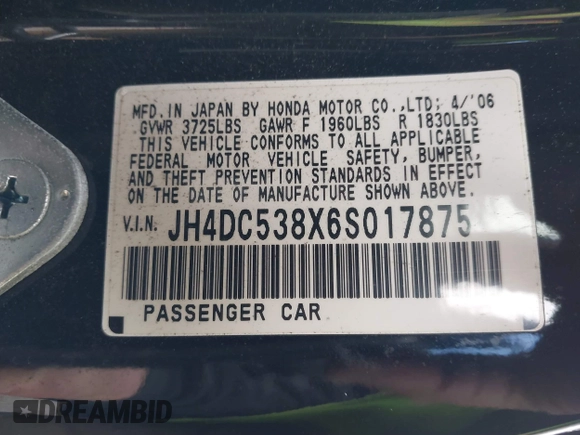 MFD. IN JAPAN BY HONDA MOTOR CO.,LTD; 4/'06
GVWR 3725LBS GAWR F 1960LBS R 1830LBS
THIS VEHICLE CONFORMS TO ALL APPLICABLE
FEDERAL MOTOR VEHICLE SAFETY, BUMPER,
AND THEFT PREVENTION STANDARDS IN EFFECT
ON THE DATE OF MANUFACTURE SHOWN ABOVE.
V.I.N. JH4DC538X6S017875
PASSENGER CAR
DREAMBID